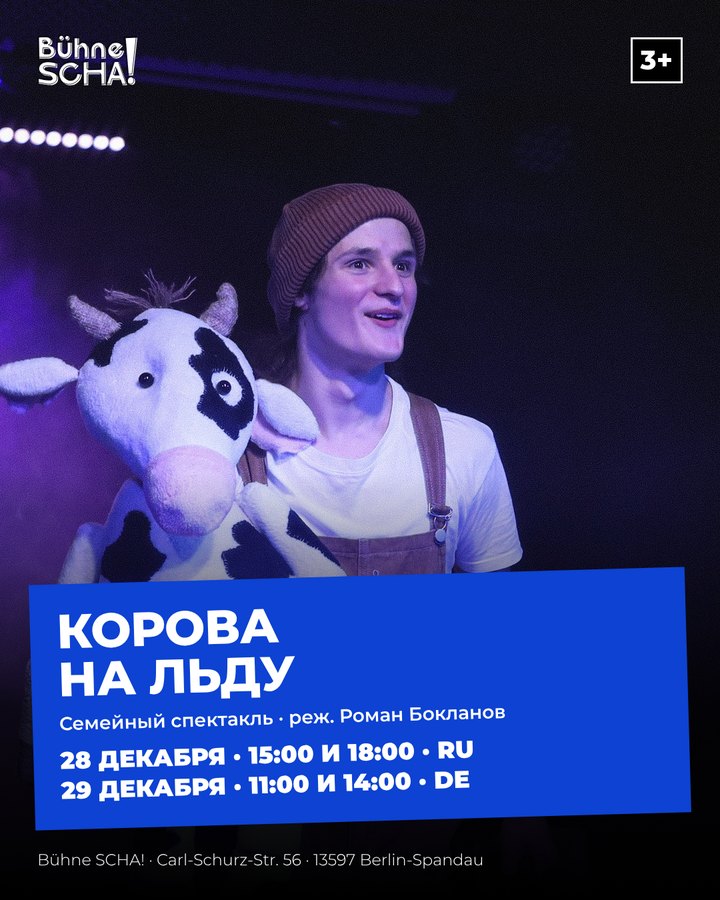 Bühne
SCHA!
3+
КОРОВА
НА ЛЬДУ
Семейный спектакль · реж. Роман Бокланов
28 ДЕКАБРЯ · 15:00 И 18:00 · RU
29 ДЕКАБРЯ · 11:00 И 14:00 · DE
Bühne SCHA! · Carl-Schurz-Str. 56 · 13597 Berlin-Spandau